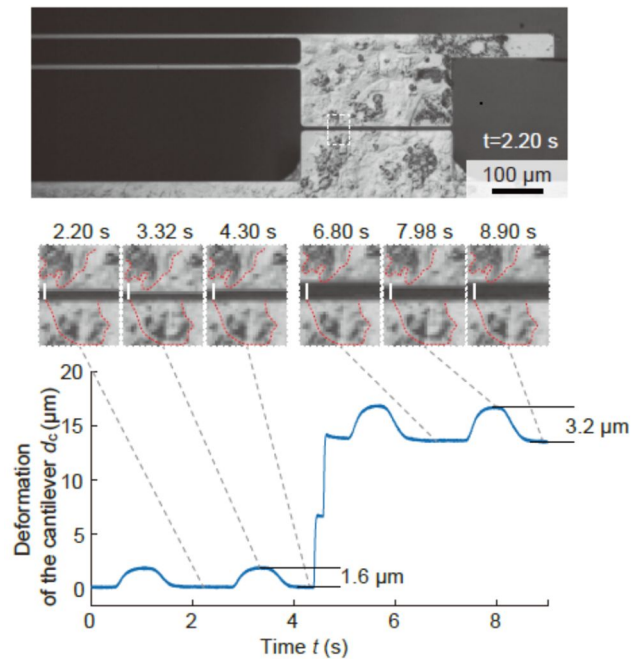 t=2.20 s
100 μm
2.20 s 3.32 s 4.30 s 6.80 s 7.98 s 8.90 s
Deformation
of the cantilever dc (μm)
20
15
10
5
0
3.2 μm
1.6 μm
0 2 4 6 8
Time t (s)